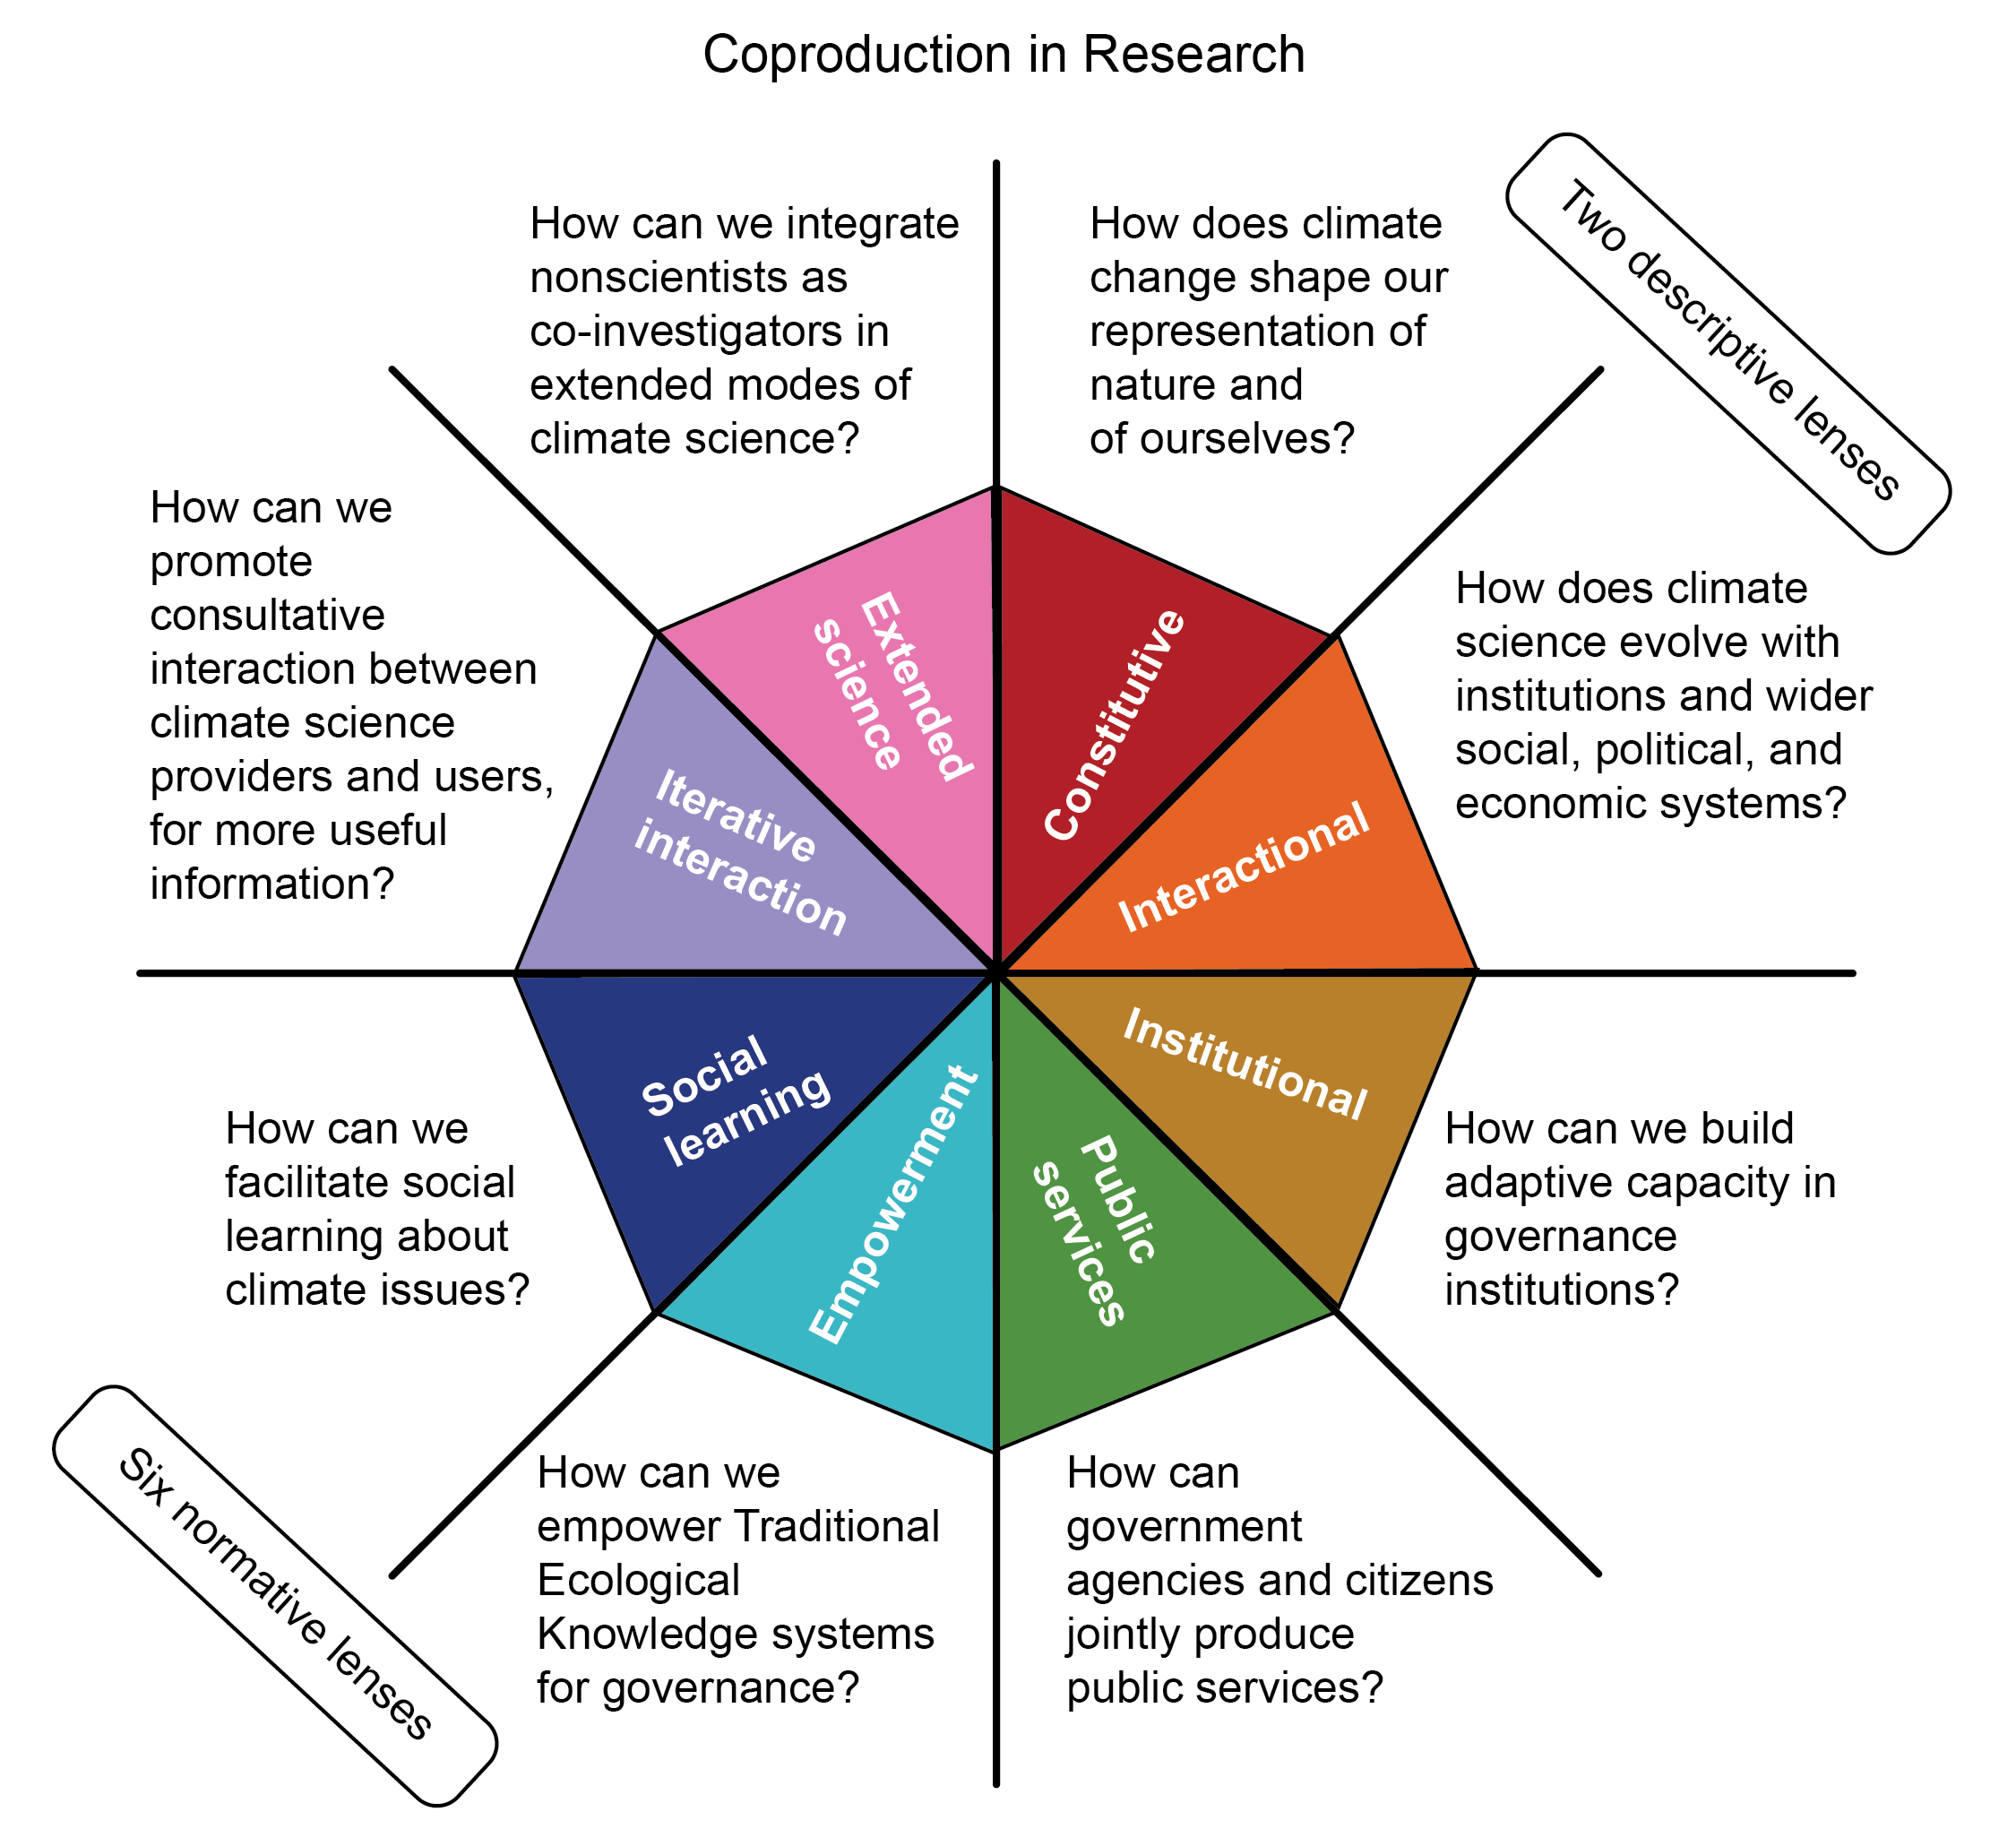 Coproduction in Research
Two descriptive lenses
How does climate
change shape our
representation of
nature and
of ourselves?
Constitutive
How does climate
science evolve with
institutions and wider
social, political, and
economic systems?
Interactional
How can we build
adaptive capacity in
governance
institutions?
Institutional
How can
government
agencies and citizens
jointly produce
public services?
Public
services
How can we
empower Traditional
Ecological
Knowledge systems
for governance?
Empowerment
How can we
facilitate social
learning about
climate issues?
Social
learning
How can we
promote
consultative
interaction between
climate science
providers and users,
for more useful
information?
Iterative
interaction
How can we integrate
nonscientists as
co-investigators in
extended modes of
climate science?
Extended
science
Six normative lenses